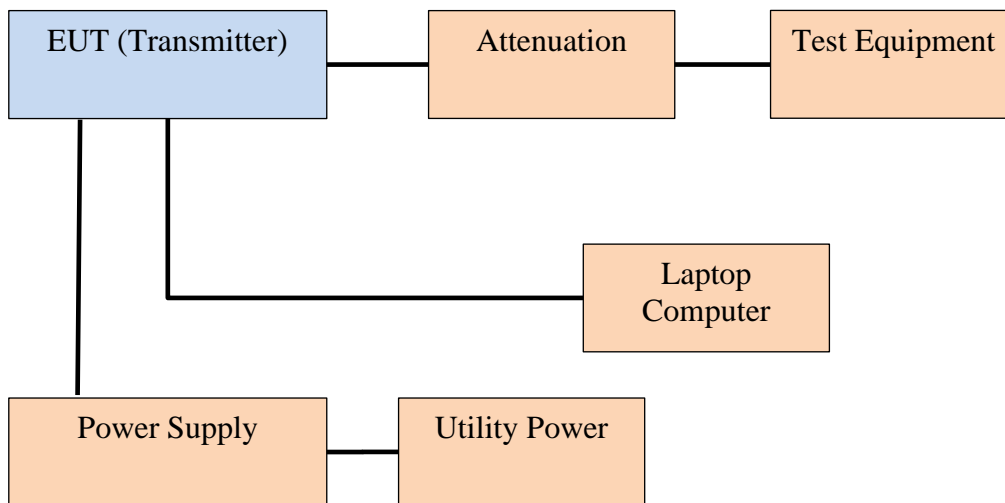 EUT (Transmitter)
Attenuation
Test Equipment
Laptop
Computer
Power Supply
Utility Power